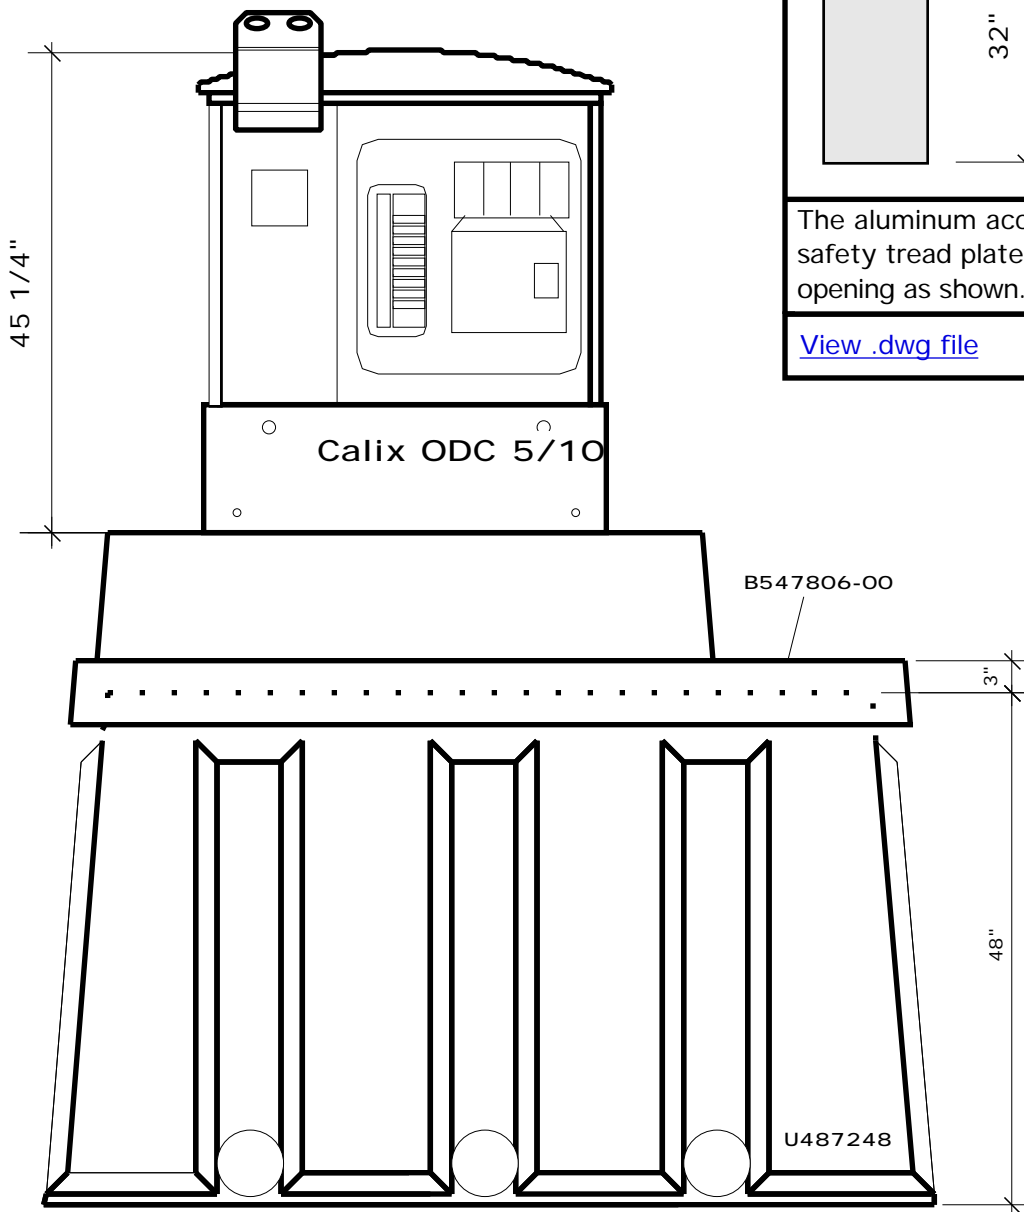 32"
The aluminum
safety tread plate
opening as shown.
View .dwg file
45 1/4"
Calix ODC 5/10
B547806-00
3"
48"
U487248